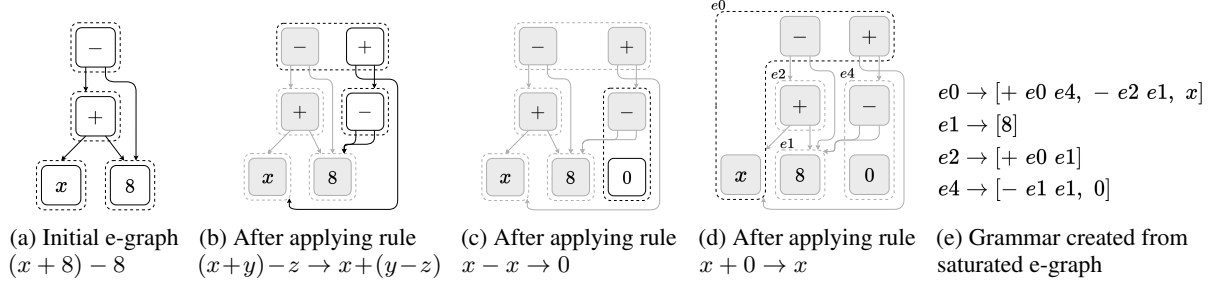 e0
− − + − + − +
e2 e4
+ + − + − + −
e1
x 8 x 8 x 8 0 x 8 0
e0 → [+ e0 e4, − e2 e1, x]
e1 → [8]
e2 → [+ e0 e1]
e4 → [− e1 e1, 0]
(a) Initial e-graph
(x + 8) − 8
(b) After applying rule
(x+y)−z → x+(y−z)
(c) After applying rule
x − x → 0
(d) After applying rule
x + 0 → x
(e) Grammar created from
saturated e-graph